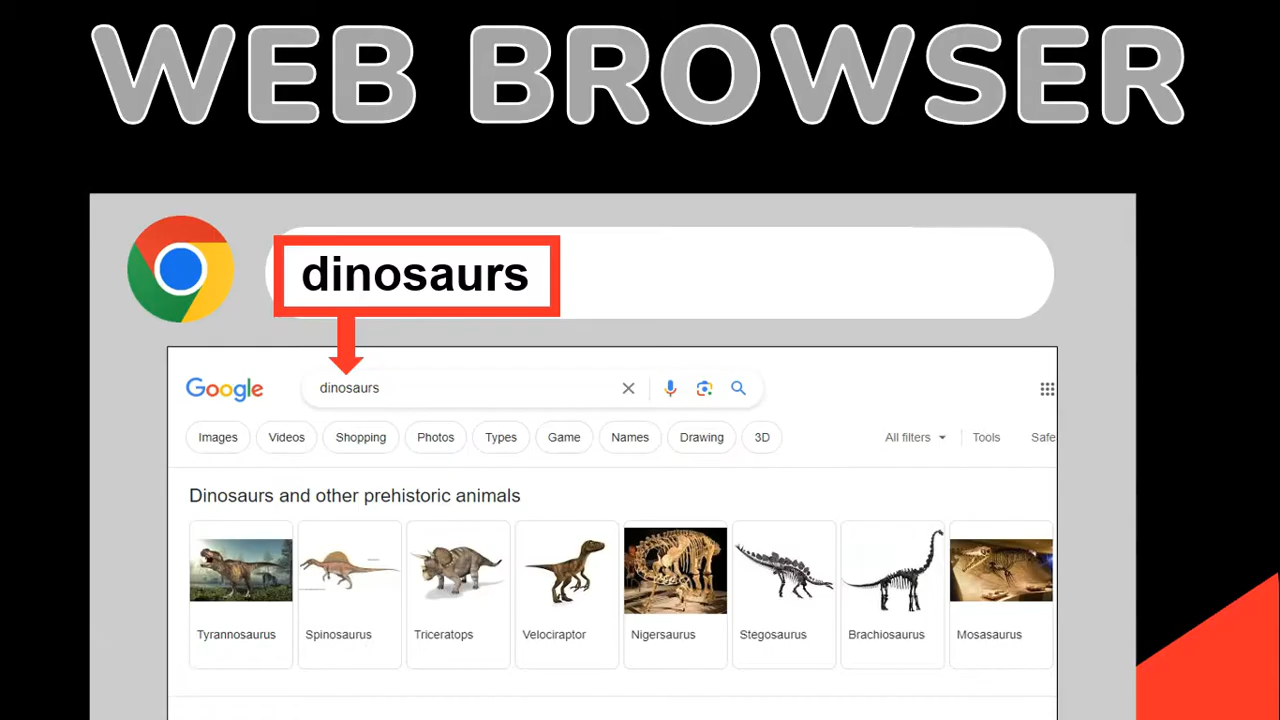 WEB BROWSER
dinosaurs
Google dinosaurs
Images Videos Shopping Photos Types Game Names Drawing 3D All filters Tools Safe
Dinosaurs and other prehistoric animals
Tyrannosaurus Spinosaurus Triceratops Velociraptor Nigersaurus Stegosaurus Brachiosaurus Mosasaurus